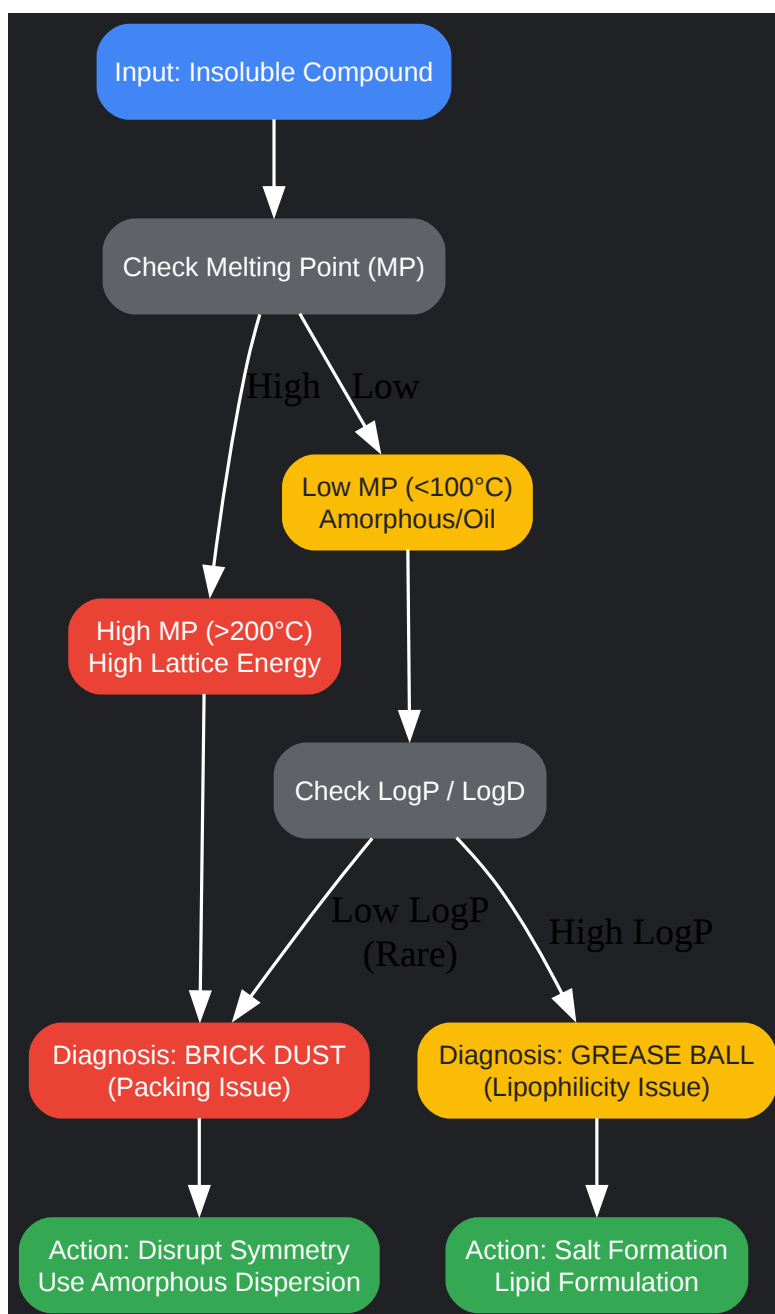 Input: Insoluble Compound
Check Melting Point (MP)
High
Low
Low MP (<100°C)
Amorphous/Oil
High MP (>200°C)
High Lattice Energy
Check LogP / LogD
Low LogP
(Rare)
High LogP
Diagnosis: BRICK DUST
(Packing Issue)
Diagnosis: GREASE BALL
(Lipophilicity Issue)
Action: Disrupt Symmetry
Use Amorphous Dispersion
Action: Salt Formation
Lipid Formulation